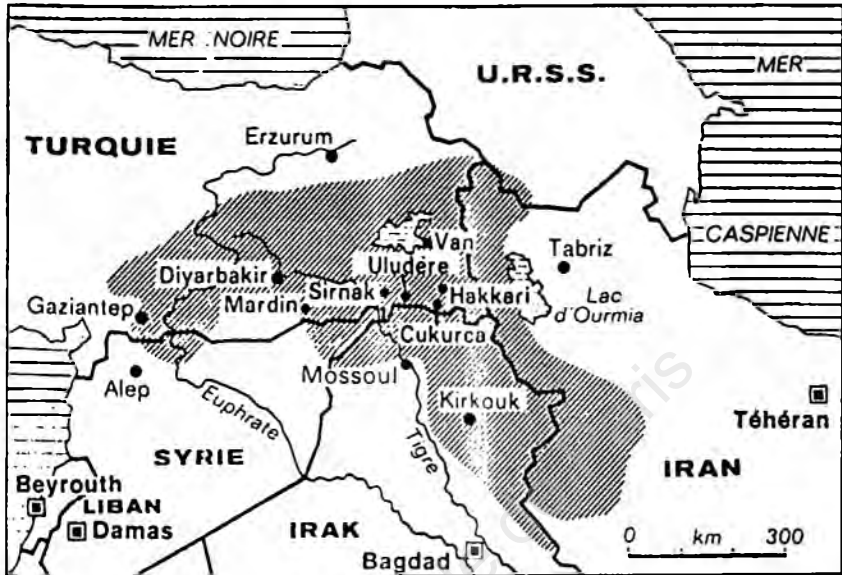 MER NOIRE
U.R.S.S.
MER
CASPIENNE
TURQUIE
Erzurum
Van
Tabriz
Diyarbakir
Uludere
Lac
d'Ourmia
Gaziantep
Mardin
Sirnak
Hakkari
Cukurca
Alep
Mossoul
Euphrate
Kirkouk
Tigre
Téhéran
SYRIE
IRAN
Beyrouth
LIBAN
Damas
IRAK
Bagdad
0 km 300